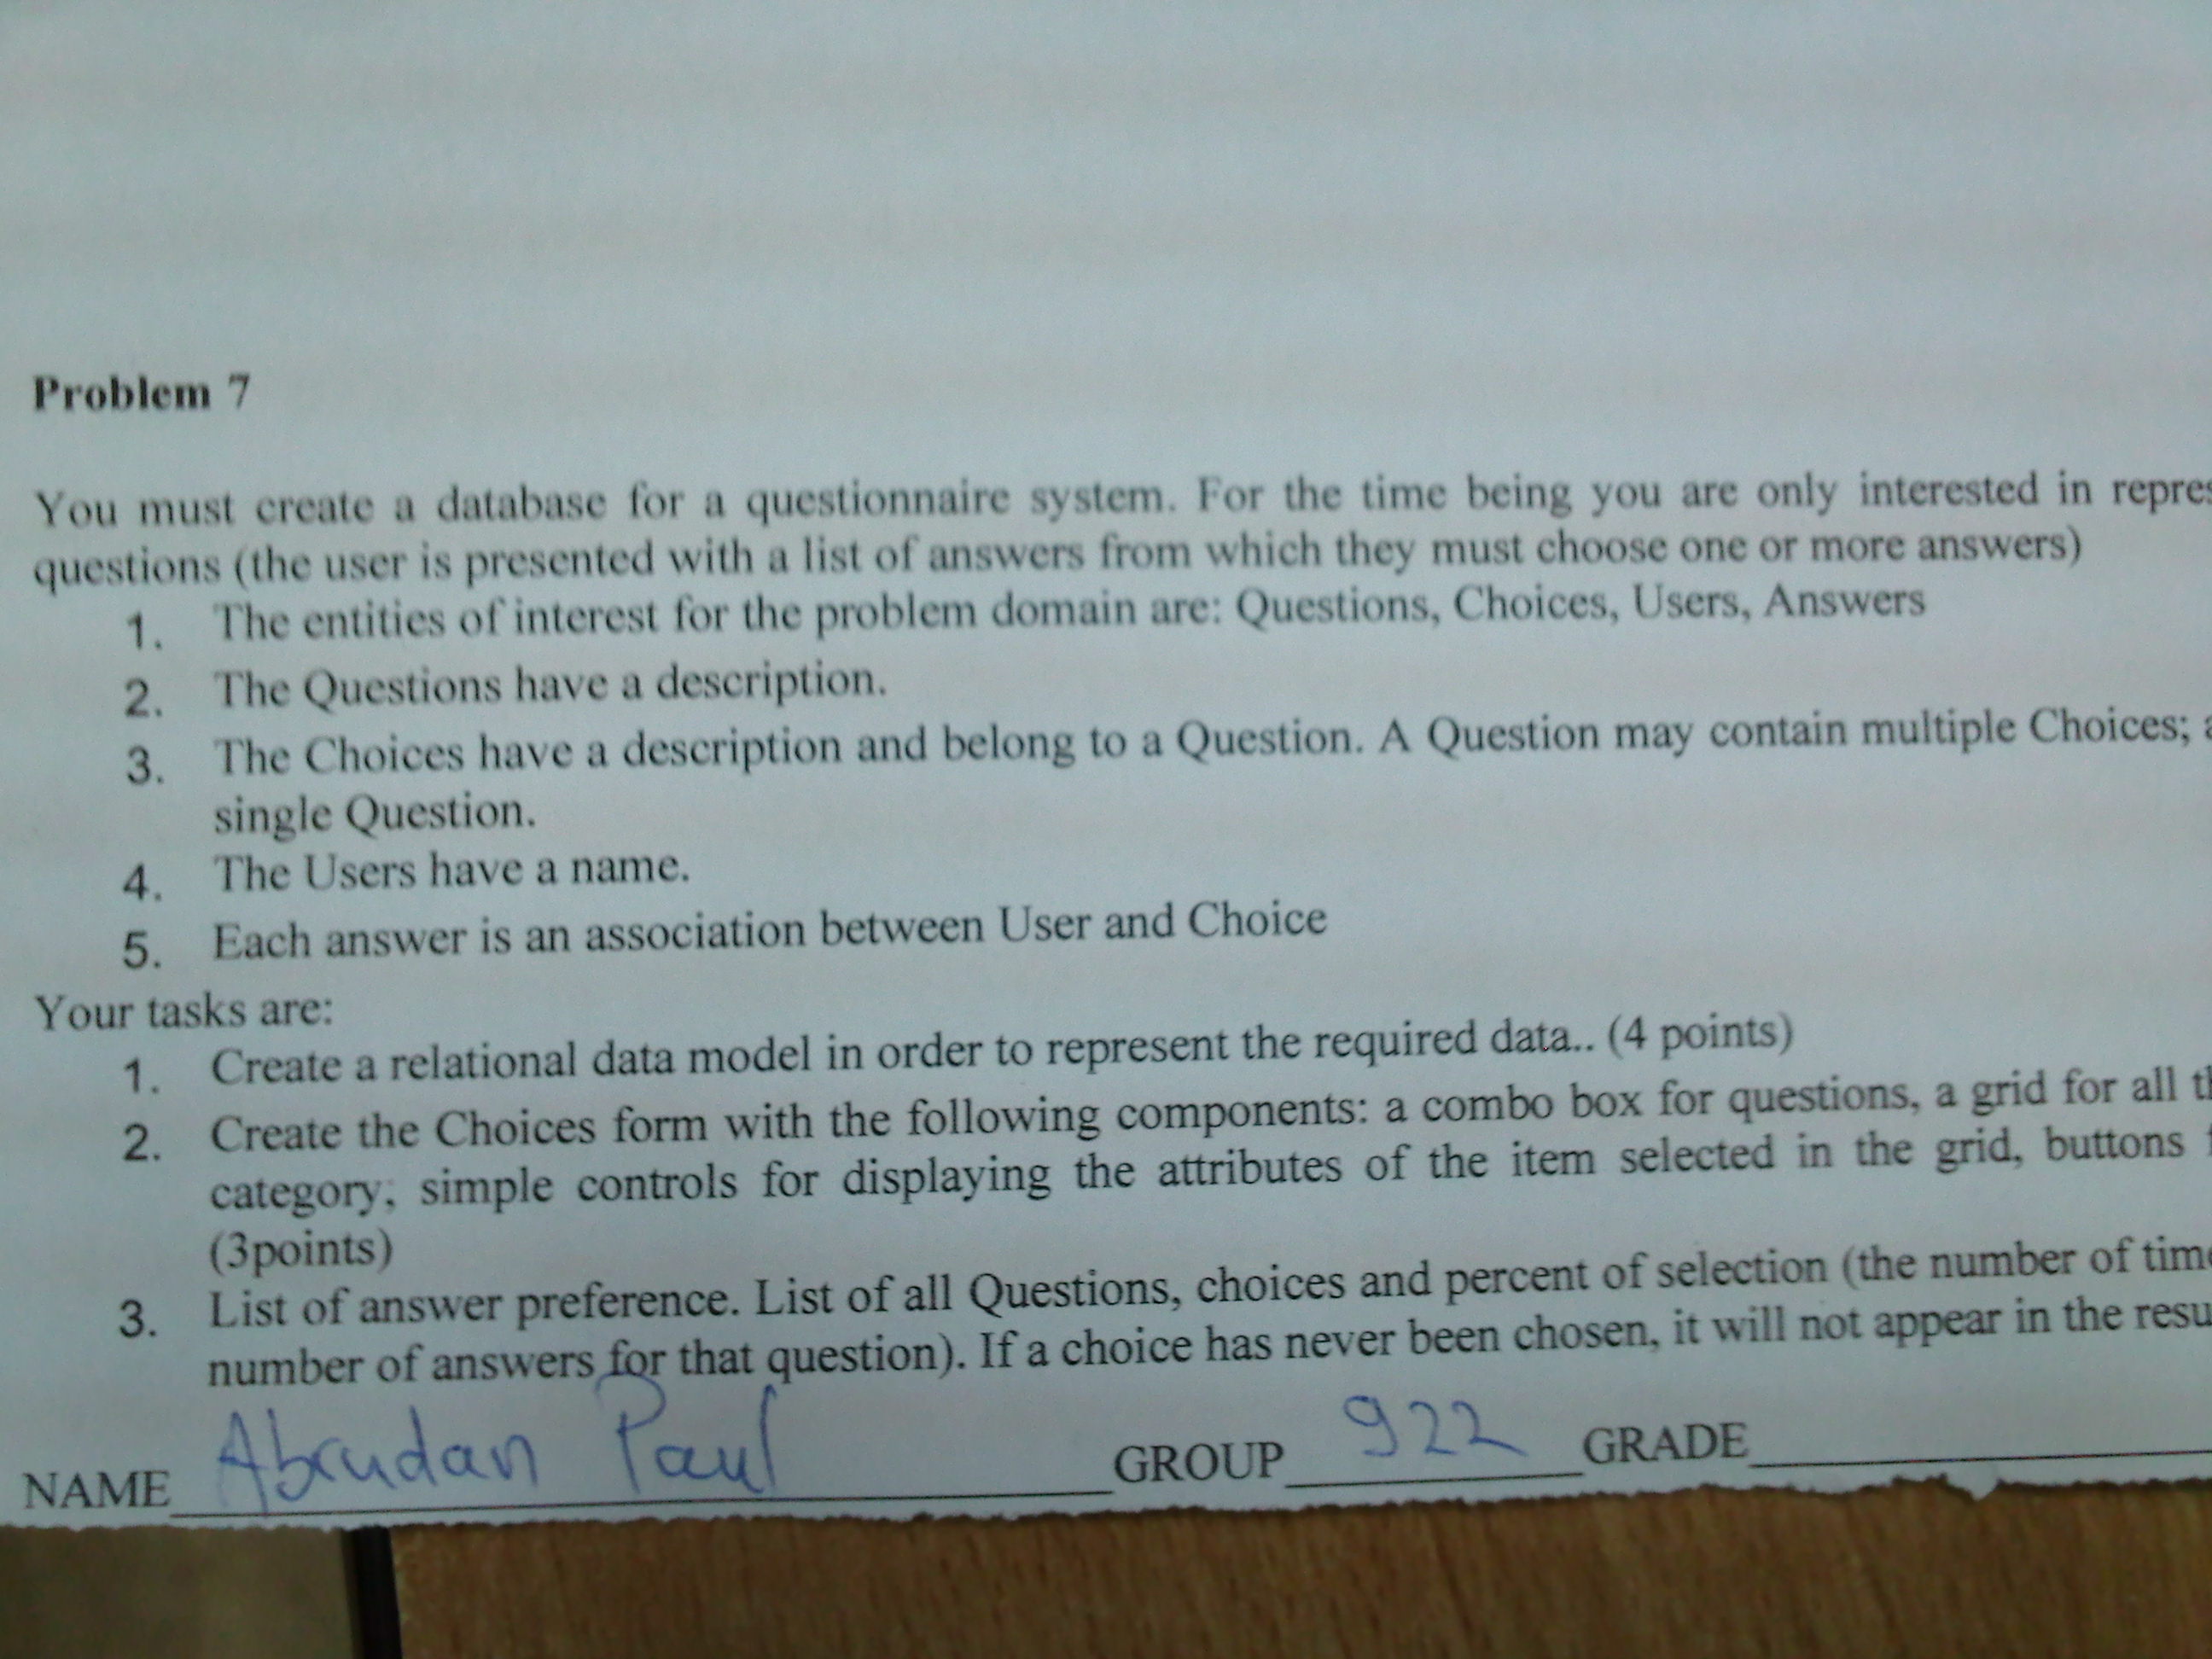 Problem 7
You must create a database for a questionnaire system. For the time being you are only interested in
questions (the user is presented with a list of answers from which they must choose one or more answers)
1. The entities of interest for the problem domain are: Questions, Choices, Users, Answers
2. The Questions have a description.
3. The Choices have a description and belong to a Question. A Question may contain multiple Choices;
single Question.
4. The Users have a name.
5. Each answer is an association between User and Choice
Your tasks are:
1. Create a relational data model in order to represent the required data.. (4 points)
2. Create the Choices form with the following components: a combo box for questions, a grid for all
category; simple controls for displaying the attributes of the item selected in the grid, buttons
(3points)
3. List of answer preference. List of all Questions, choices and percent of selection (the number of
number of answers for that question). If a choice has never been chosen, it will not appear in the
NAME Abrudan Paul GROUP 922 GRADE